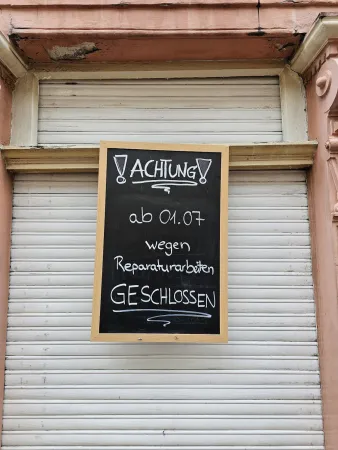 ! ACHTUNG !
ab 01.07
wegen
Reparaturarbeiten
GESCHLOSSEN